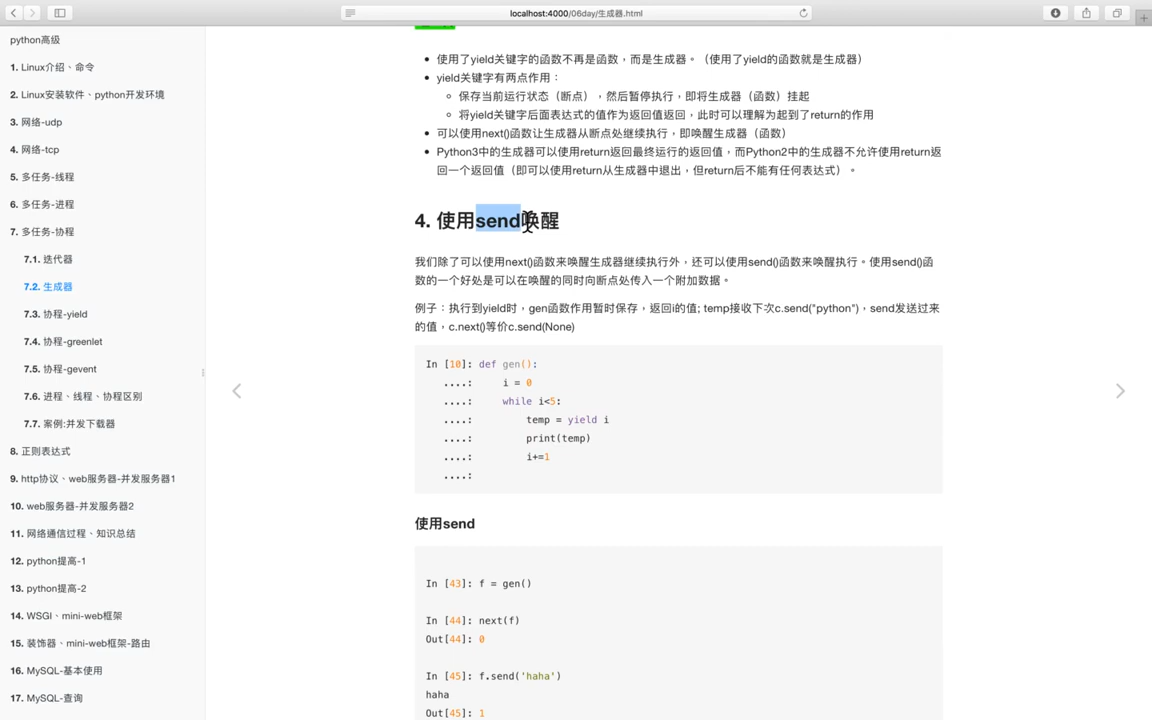 localhost:4000/06day/生成器.html
python高级
1. Linux介绍、命令
2. Linux安装软件、python开发环境
3. 网络-udp
4. 网络-tcp
5. 多任务-线程
6. 多任务-进程
7. 多任务-协程
7.1. 迭代器
7.2. 生成器
7.3. 协程-yield
7.4. 协程-greenlet
7.5. 协程-gevent
7.6. 进程、线程、协程区别
7.7. 案例:并发下载器
8. 正则表达式
9. http协议、web服务器-并发服务器1
10. web服务器-并发服务器2
11. 网络通信过程、知识总结
12. python提高-1
13. python提高-2
14. WSGI、mini-web框架
15. 装饰器、mini-web框架-路由
16. MySQL-基本使用
17. MySQL-查询
使用了yield关键字的函数不再是函数，而是生成器。（使用了yield的函数就是生成器）
yield关键字有两点作用：
保存当前运行状态（断点），然后暂停执行，即将生成器（函数）挂起
将yield关键字后面表达式的值作为返回值返回，此时可以理解为起到了return的作用
可以使用next()函数让生成器从断点处继续执行，即唤醒生成器（函数）
Python3中的生成器可以使用return返回最终运行的返回值，而Python2中的生成器不允许使用return返
回一个返回值（即可以使用return从生成器中退出，但return后不能有任何表达式）。
4. 使用send唤醒
我们除了可以使用next()函数来唤醒生成器继续执行外，还可以使用send()函数来唤醒执行。使用send()函
数的一个好处是可以在唤醒的同时向断点处传入一个附加数据。
例子：执行到yield时，gen函数作用暂时保存，返回i的值; temp接收下次c.send("python")，send发送过来
的值，c.next()等价c.send(None)
In [10]: def gen():
....:     i = 0
....:     while i<5:
....:         temp = yield i
....:         print(temp)
....:         i+=1
....:
使用send
In [43]: f = gen()
In [44]: next(f)
Out[44]: 0
In [45]: f.send('haha')
haha
Out[45]: 1